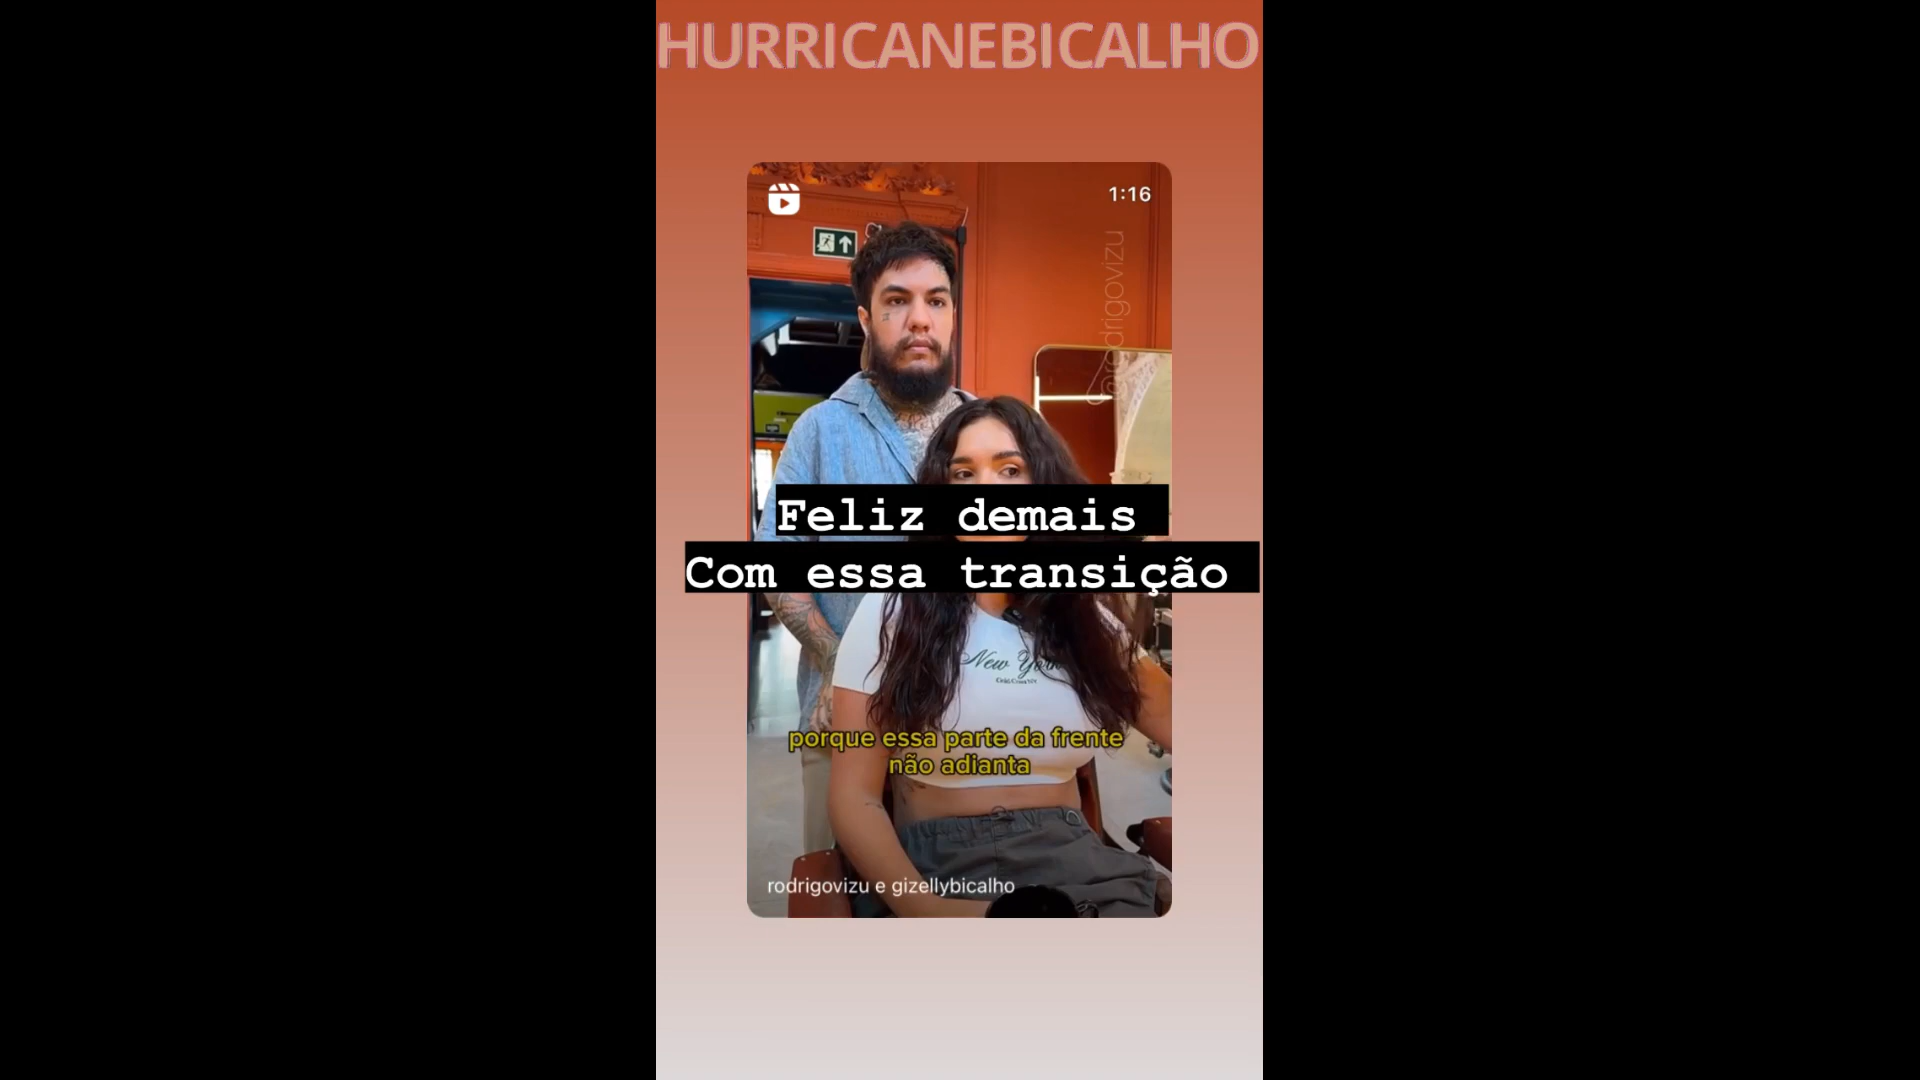 HURRICANEBICALHO
1:16
@rodrigovizu
Feliz demais
Com essa transição
New York
porque essa parte da frente
não adianta
rodrigovizu e gizellybicalho